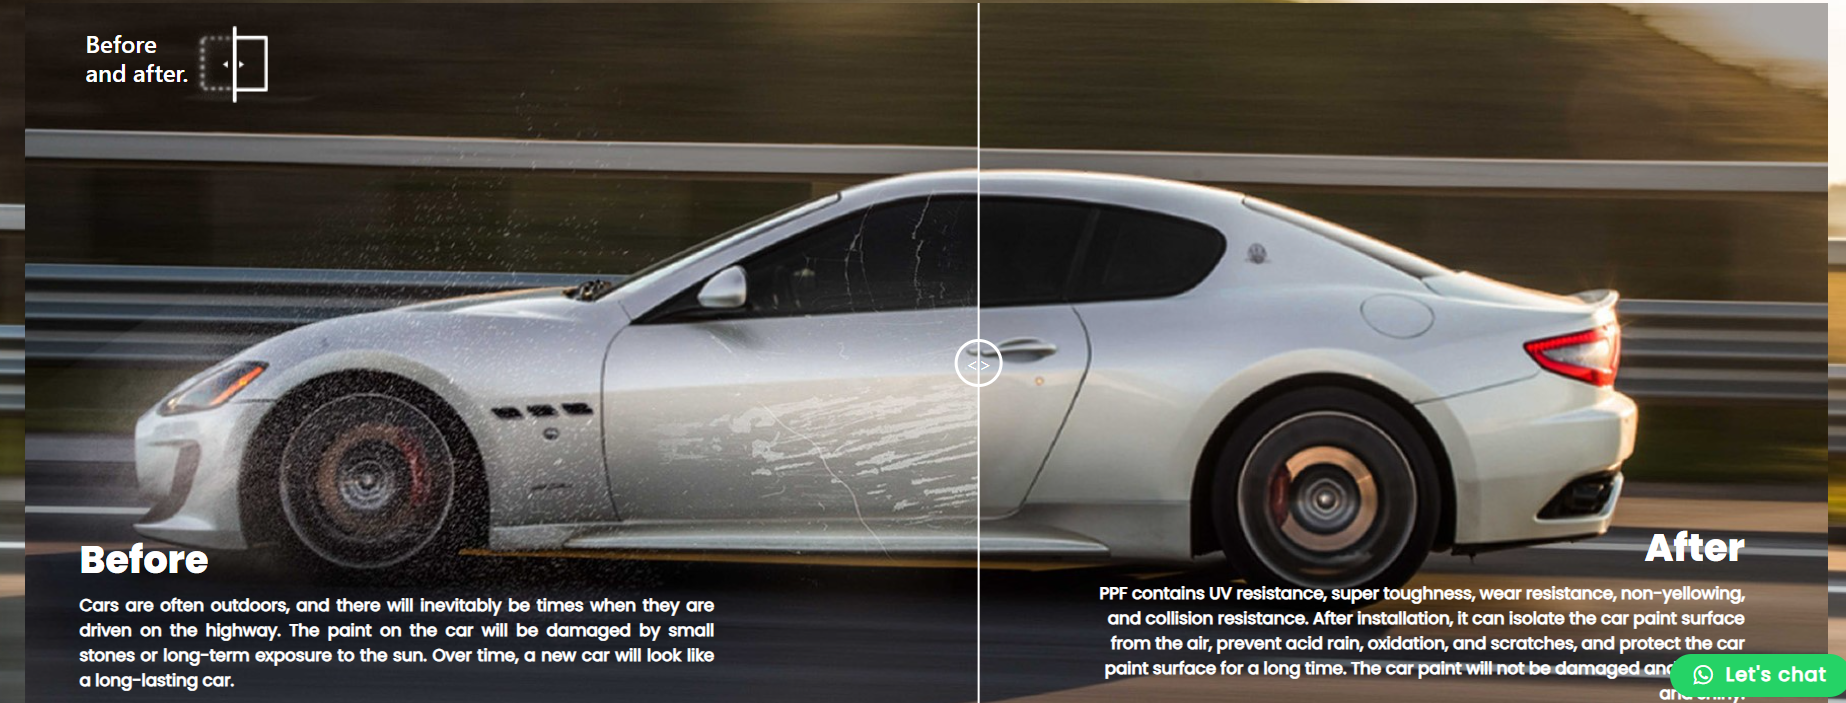 Before
and after.
Before
Cars are often outdoors, and there will inevitably be times when they are
driven on the highway. The paint on the car will be damaged by small
stones or long-term exposure to the sun. Over time, a new car will look like
a long-lasting car.
After
PPF contains UV resistance, super toughness, wear resistance, non-yellowing,
and collision resistance. After installation, it can isolate the car paint surface
from the air, prevent acid rain, oxidation, and scratches, and protect the car
paint surface for a long time. The car paint will not be damaged and
and shiny.
Let's chat